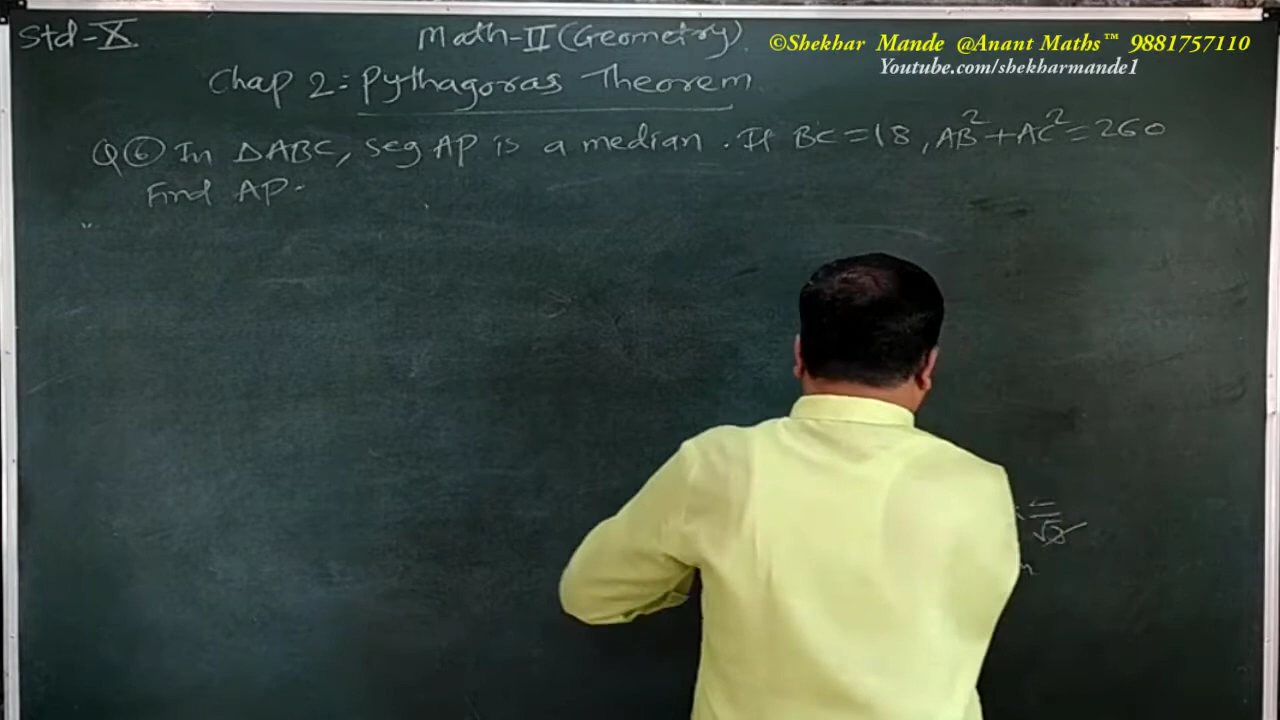 Std-X
Math-II (Geometry)
©Shekhar Mande @Anant Maths™ 9881757110
Youtube.com/shekharmande1
Chap 2: Pythagoras Theorem
Q⑥ In △ABC, seg AP is a median. If BC = 18, AB² + AC² = 260
Find AP.